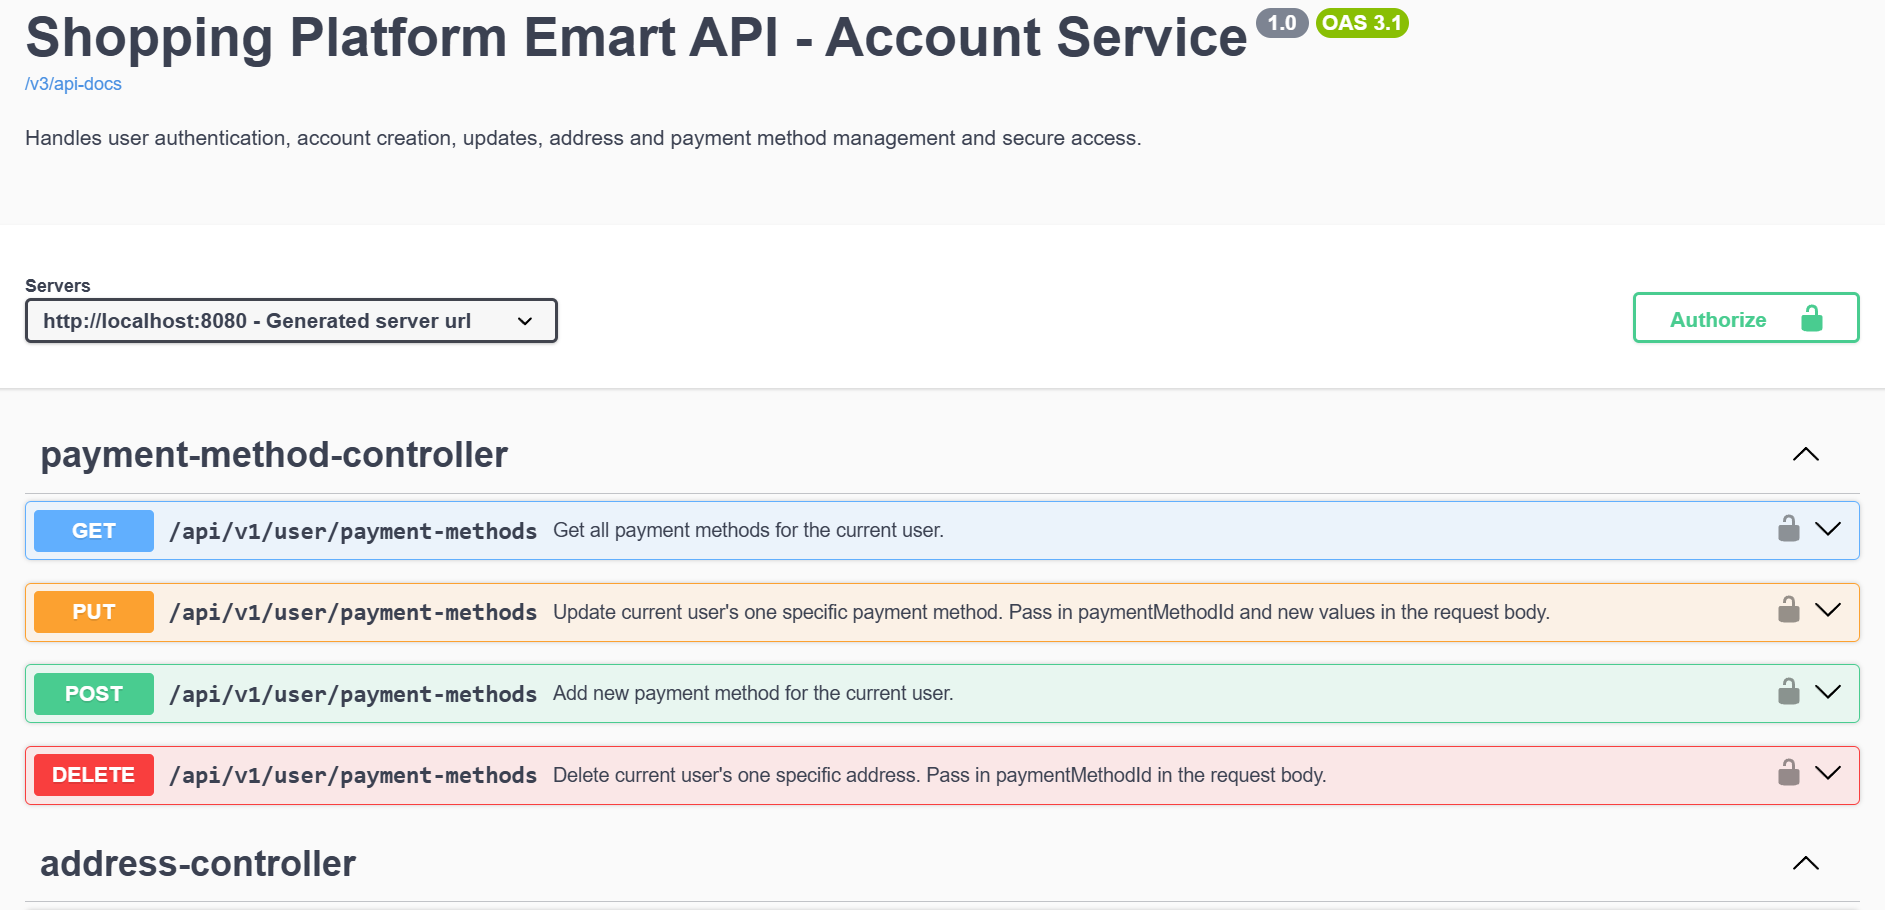 Shopping Platform Emart API - Account Service 1.0 OAS 3.1
/v3/api-docs
Handles user authentication, account creation, updates, address and payment method management and secure access.
Servers
http://localhost:8080 - Generated server url
Authorize
payment-method-controller
GET /api/v1/user/payment-methods Get all payment methods for the current user.
PUT /api/v1/user/payment-methods Update current user's one specific payment method. Pass in paymentMethodId and new values in the request body.
POST /api/v1/user/payment-methods Add new payment method for the current user.
DELETE /api/v1/user/payment-methods Delete current user's one specific address. Pass in paymentMethodId in the request body.
address-controller